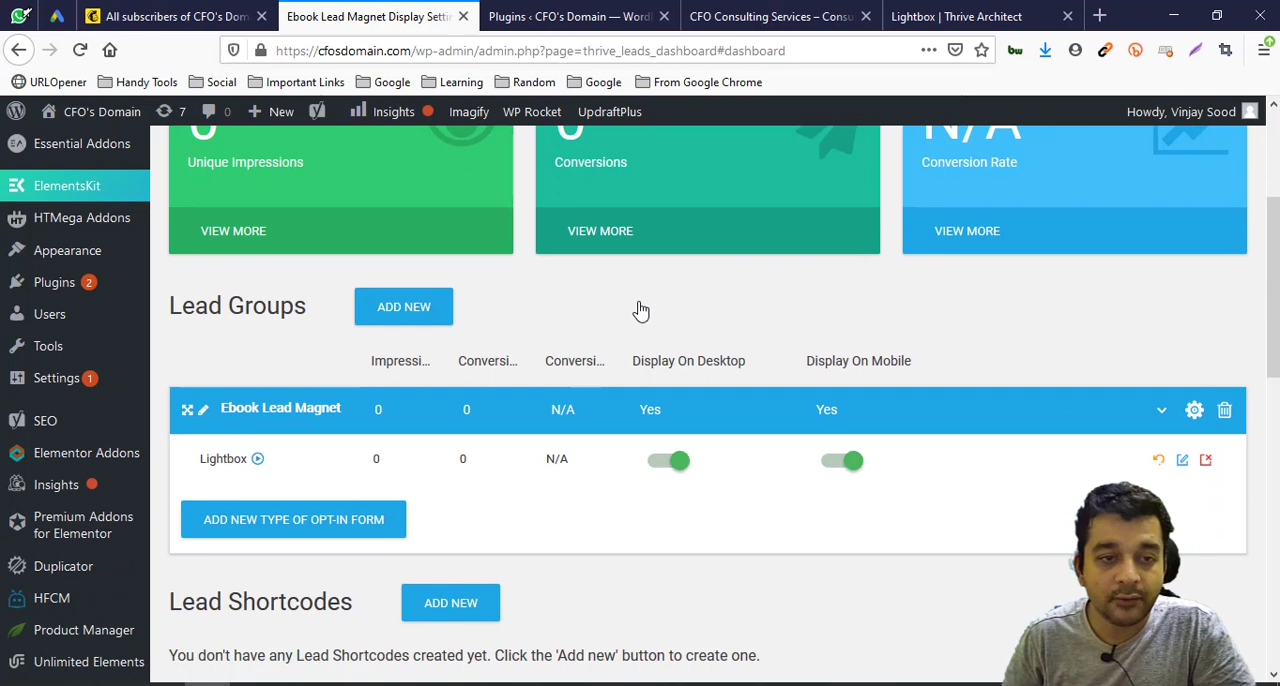 All subscribers of CFO's Dom
Ebook Lead Magnet Display Settin
Plugins ‹ CFO's Domain — Word
CFO Consulting Services – Consu
Lightbox | Thrive Architect
https://cfosdomain.com/wp-admin/admin.php?page=thrive_leads_dashboard#dashboard
URLOpener
Handy Tools
Social
Important Links
Google
Learning
Random
Google
From Google Chrome
CFO's Domain
7
0
New
Insights
Imagify
WP Rocket
UpdraftPlus
Howdy, Vinjay Sood
Essential Addons
ElementsKit
HTMega Addons
Appearance
Plugins 2
Users
Tools
Settings 1
SEO
Elementor Addons
Insights
Premium Addons
for Elementor
Duplicator
HFCM
Product Manager
Unlimited Elements
Unique Impressions
VIEW MORE
Conversions
VIEW MORE
N/A
Conversion Rate
VIEW MORE
Lead Groups
ADD NEW
Impressi...
Conversi...
Conversi...
Display On Desktop
Display On Mobile
Ebook Lead Magnet
0
0
N/A
Yes
Yes
Lightbox
0
0
N/A
ADD NEW TYPE OF OPT-IN FORM
Lead Shortcodes
ADD NEW
You don't have any Lead Shortcodes created yet. Click the 'Add new' button to create one.